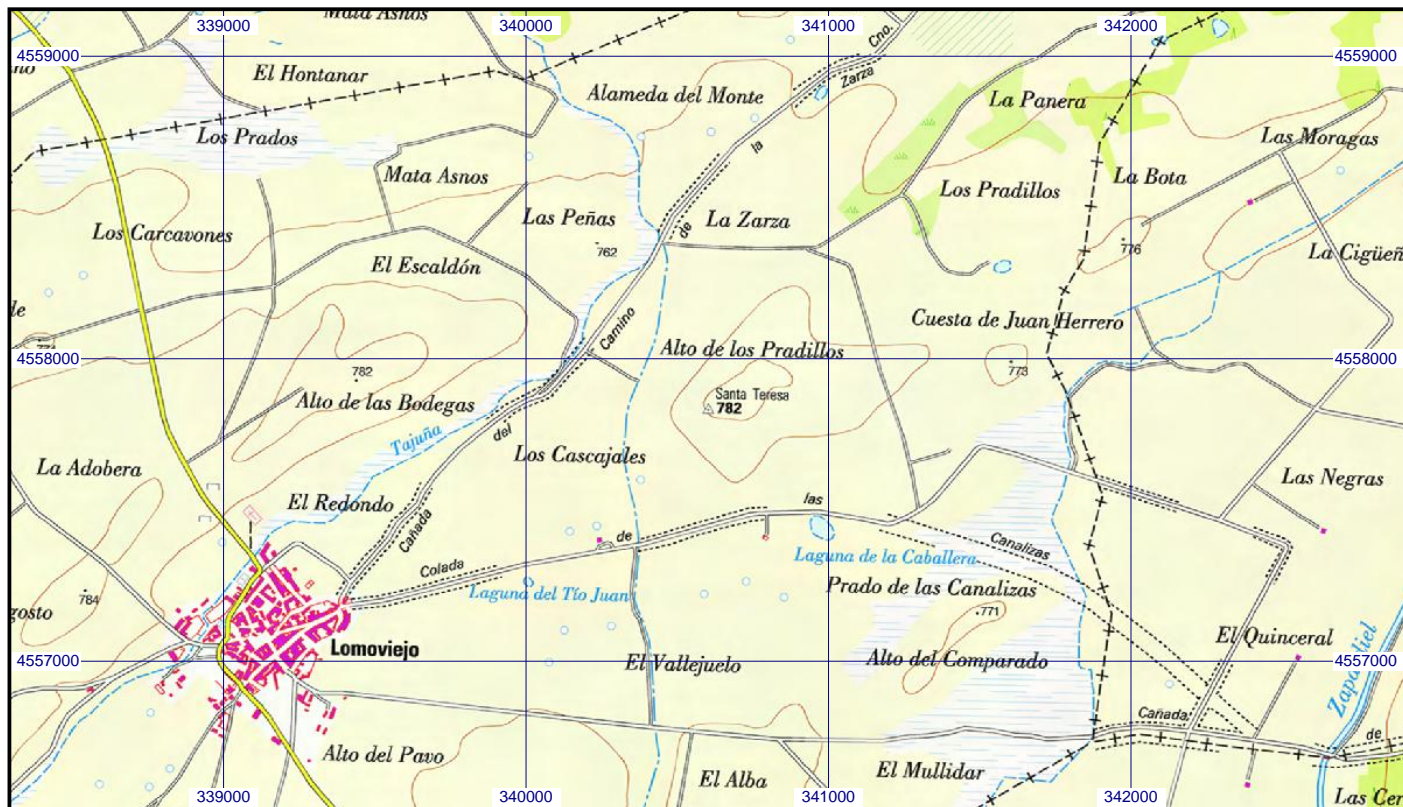 Mata Asnos
339000
340000
341000
342000
4559000
4559000
El Hontanar
Alameda del Monte
Cno.
Zarza
la
de
Camino
del
Cañada
La Panera
Las Moragas
Los Prados
Mata Asnos
La Bota
Los Pradillos
Las Peñas
La Zarza
Los Carcavones
762
776
La Cigüeñ
El Escaldón
de
Cuesta de Juan Herrero
4558000
4558000
Alto de los Pradillos
782
773
Santa Teresa
782
Alto de las Bodegas
Tajuña
Los Cascajales
La Adobera
Las Negras
El Redondo
Colada
de
las
Canalizas
Laguna de la Caballera
Laguna del Tío Juan
Prado de las Canalizas
784
771
gosto
El Quinceral
Lomoviejo
4557000
4557000
El Vallejuelo
Alto del Comparado
Zapardiel
Cañada
de
Alto del Pavo
El Alba
El Mullidar
Las Cer
339000
340000
341000
342000